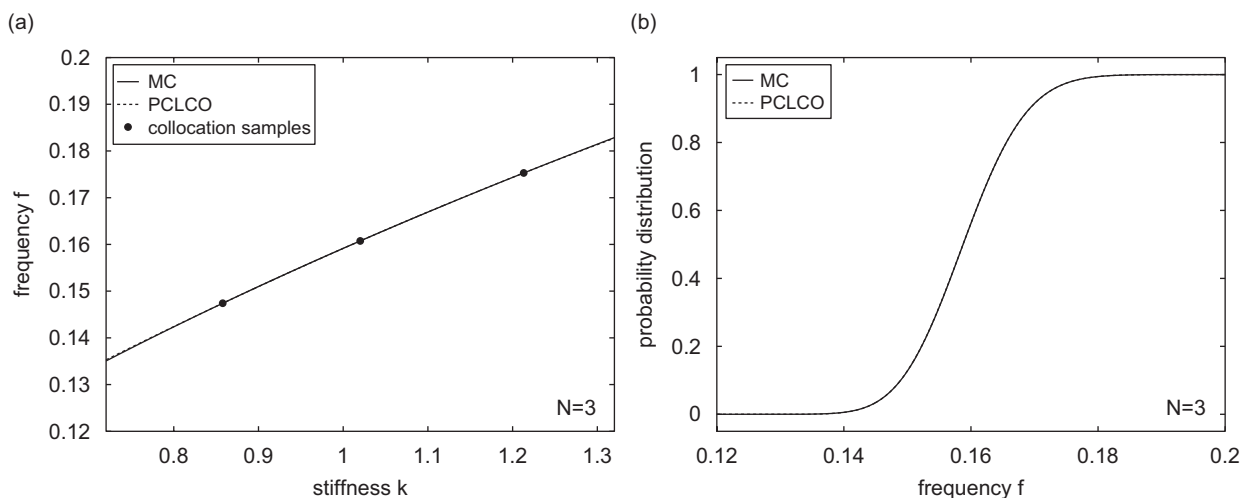 (a)
0.2
0.19
0.18
0.17
0.16
0.15
0.14
0.13
0.12
frequency f
MC
PCLCO
collocation samples
N=3
0.8 0.9 1 1.1 1.2 1.3
stiffness k
(b)
1
0.8
0.6
0.4
0.2
0
probability distribution
MC
PCLCO
N=3
0.12 0.14 0.16 0.18 0.2
frequency f